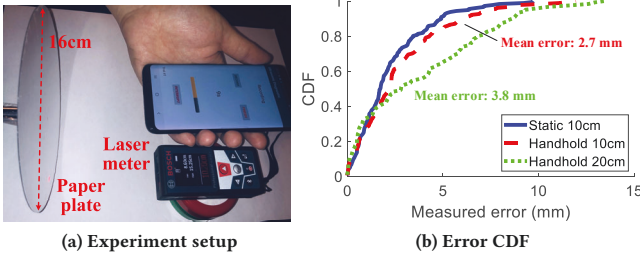 16cm
Laser
meter
BOSCH
Paper
plate
(a) Experiment setup
CDF
1
0.8
0.6
0.4
0.2
0
0
5
10
15
Mean error: 2.7 mm
Mean error: 3.8 mm
Static 10cm
Handhold 10cm
Handhold 20cm
Measured error (mm)
(b) Error CDF